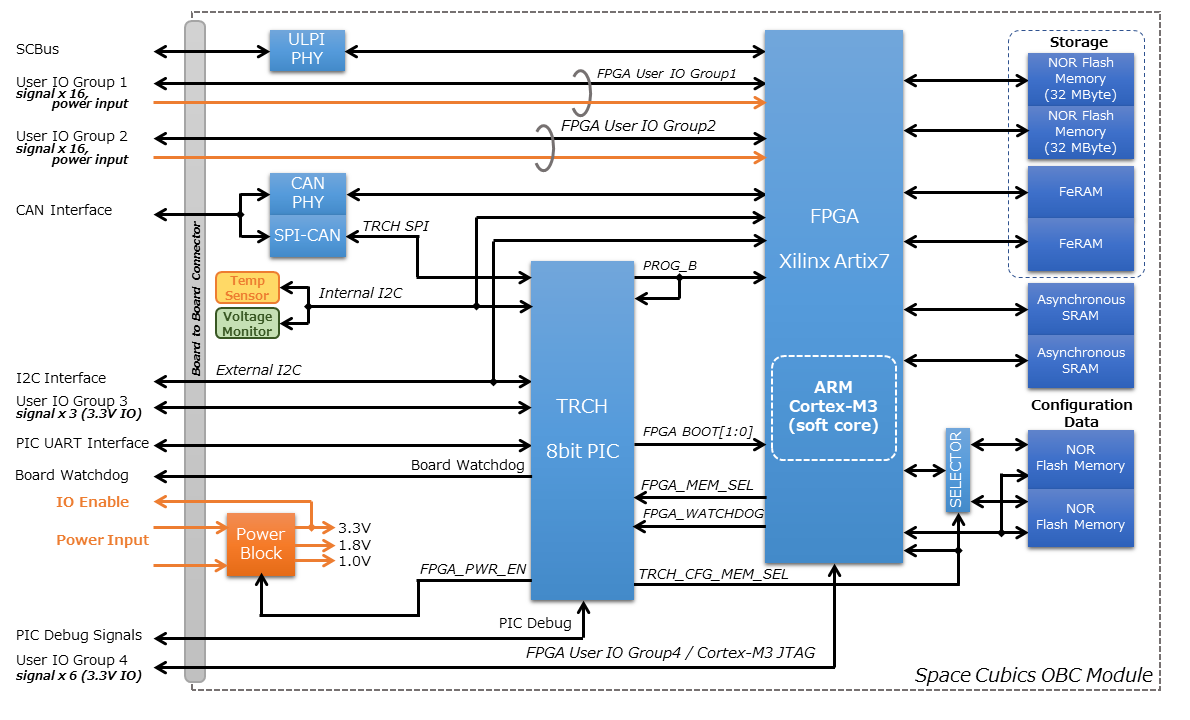 SCBus
User IO Group 1
signal x 16,
power input
User IO Group 2
signal x 16,
power input
CAN Interface
I2C Interface
User IO Group 3
signal x 3 (3.3V IO)
PIC UART Interface
Board Watchdog
IO Enable
Power Input
PIC Debug Signals
User IO Group 4
signal x 6 (3.3V IO)
Board to Board Connector
ULPI
PHY
FPGA User IO Group1
FPGA User IO Group2
CAN
PHY
SPI-CAN
TRCH SPI
Temp
Sensor
Voltage
Monitor
Internal I2C
External I2C
Board Watchdog
Power
Block
3.3V
1.8V
1.0V
FPGA_PWR_EN
PIC Debug
FPGA User IO Group4 / Cortex-M3 JTAG
TRCH
8bit PIC
PROG_B
FPGA BOOT[1:0]
FPGA_MEM_SEL
FPGA_WATCHDOG
TRCH_CFG_MEM_SEL
FPGA
Xilinx Artix7
ARM
Cortex-M3
(soft core)
SELECTOR
Storage
NOR Flash
Memory
(32 MByte)
NOR Flash
Memory
(32 MByte)
FeRAM
FeRAM
Asynchronous
SRAM
Asynchronous
SRAM
Configuration
Data
NOR
Flash Memory
NOR
Flash Memory
Space Cubics OBC Module